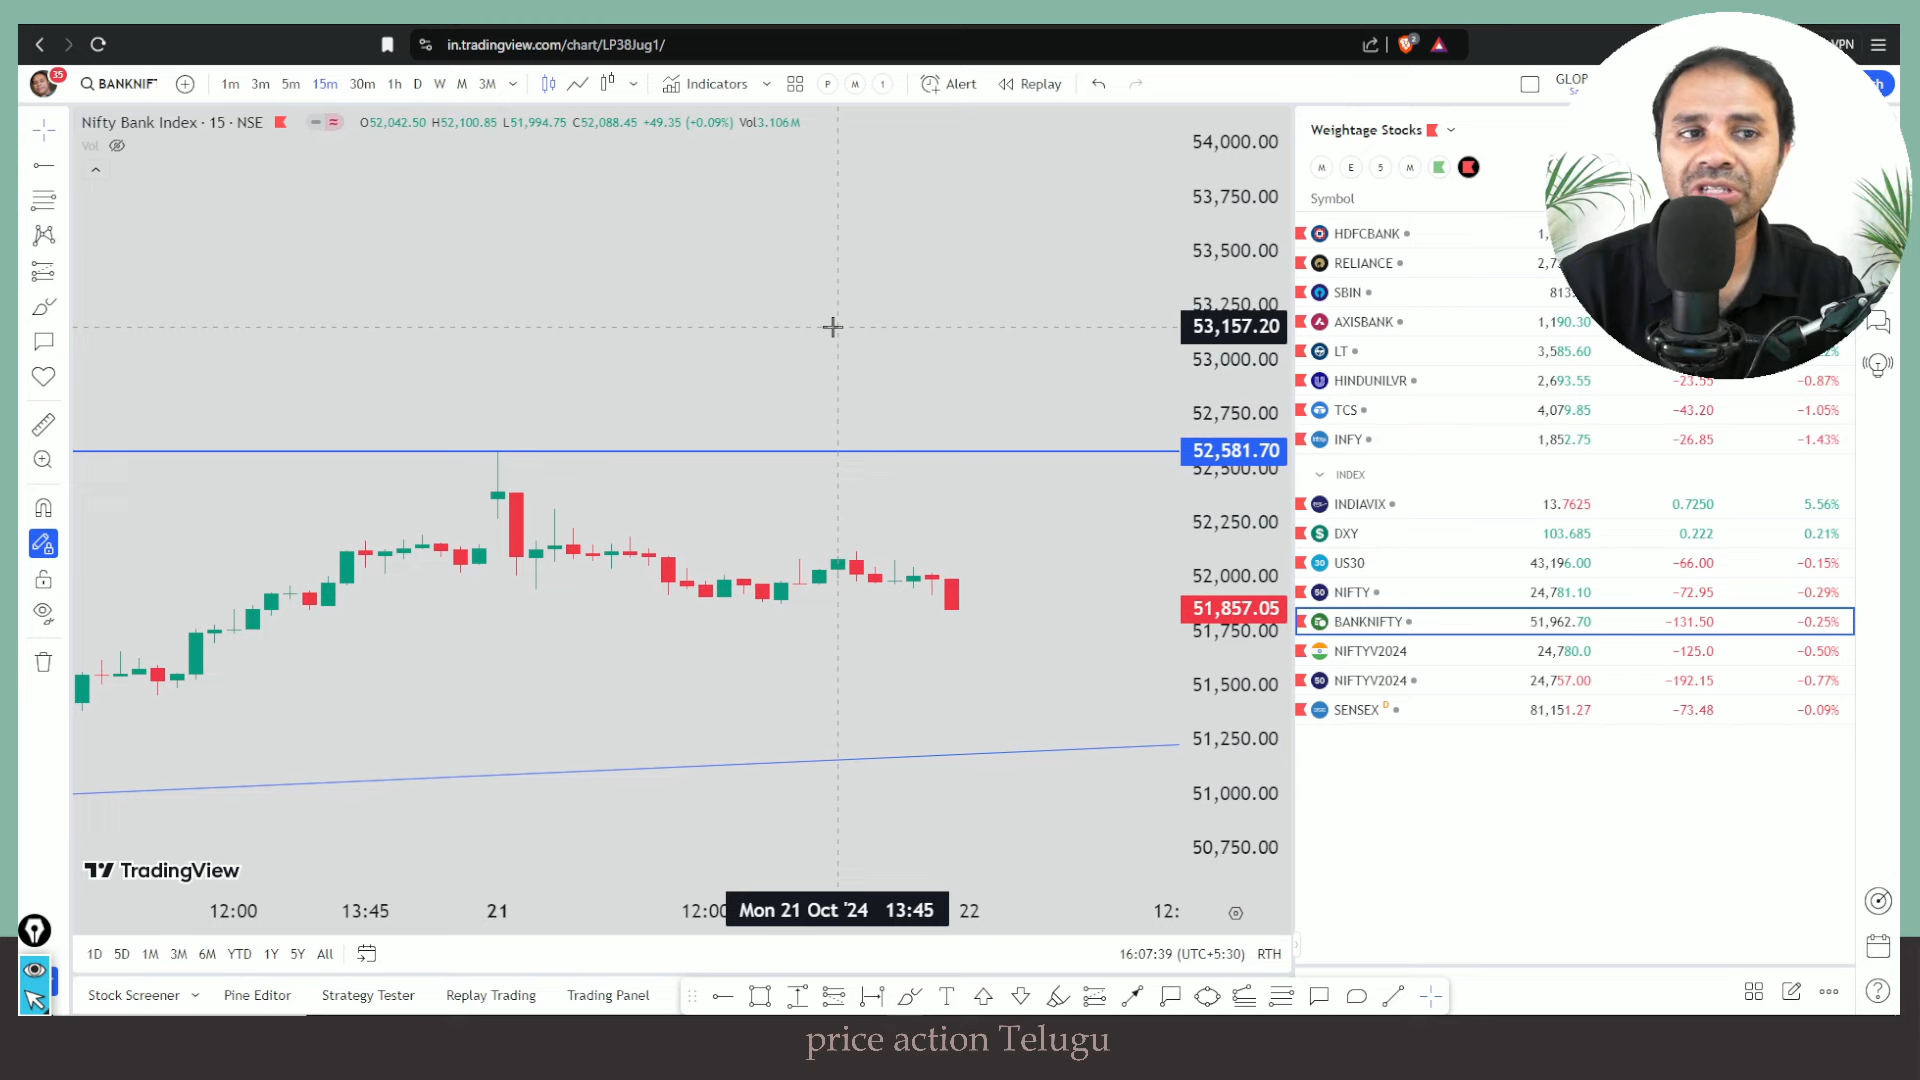 in.tradingview.com/chart/LP38Jug1/
2
VPN
35
BANKNIF
1m 3m 5m 15m 30m 1h D W M 3M
Indicators
P M 1
Alert
Replay
GLOP
Nifty Bank Index · 15 · NSE
O52,042.50 H52,100.85 L51,994.75 C52,088.45 +49.35 (+0.09%) Vol3.106M
Vol
54,000.00
53,750.00
53,500.00
53,250.00
53,157.20
53,000.00
52,750.00
52,581.70
52,500.00
52,250.00
52,000.00
51,857.05
51,750.00
51,500.00
51,250.00
51,000.00
50,750.00
TradingView
12:00 13:45 21 12:00 Mon 21 Oct '24 13:45 22 12:
1D 5D 1M 3M 6M YTD 1Y 5Y All
16:07:39 (UTC+5:30) RTH
Stock Screener Pine Editor Strategy Tester Replay Trading Trading Panel
Weightage Stocks
M E 5 M
Symbol
HDFCBANK 1,
RELIANCE
SBIN 813.
AXISBANK 1,190.30
LT 3,585.60
HINDUNILVR 2,693.55 −23.55 −0.87%
TCS 4,079.85 −43.20 −1.05%
INFY 1,852.75 −26.85 −1.43%
INDEX
INDIAVIX 13.7625 0.7250 5.56%
DXY 103.685 0.222 0.21%
US30 43,196.00 −66.00 −0.15%
NIFTY 24,781.10 −72.95 −0.29%
BANKNIFTY 51,962.70 −131.50 −0.25%
NIFTYV2024 24,780.0 −125.0 −0.50%
NIFTYV2024 24,757.00 −192.15 −0.77%
SENSEX D 81,151.27 −73.48 −0.09%
price action Telugu